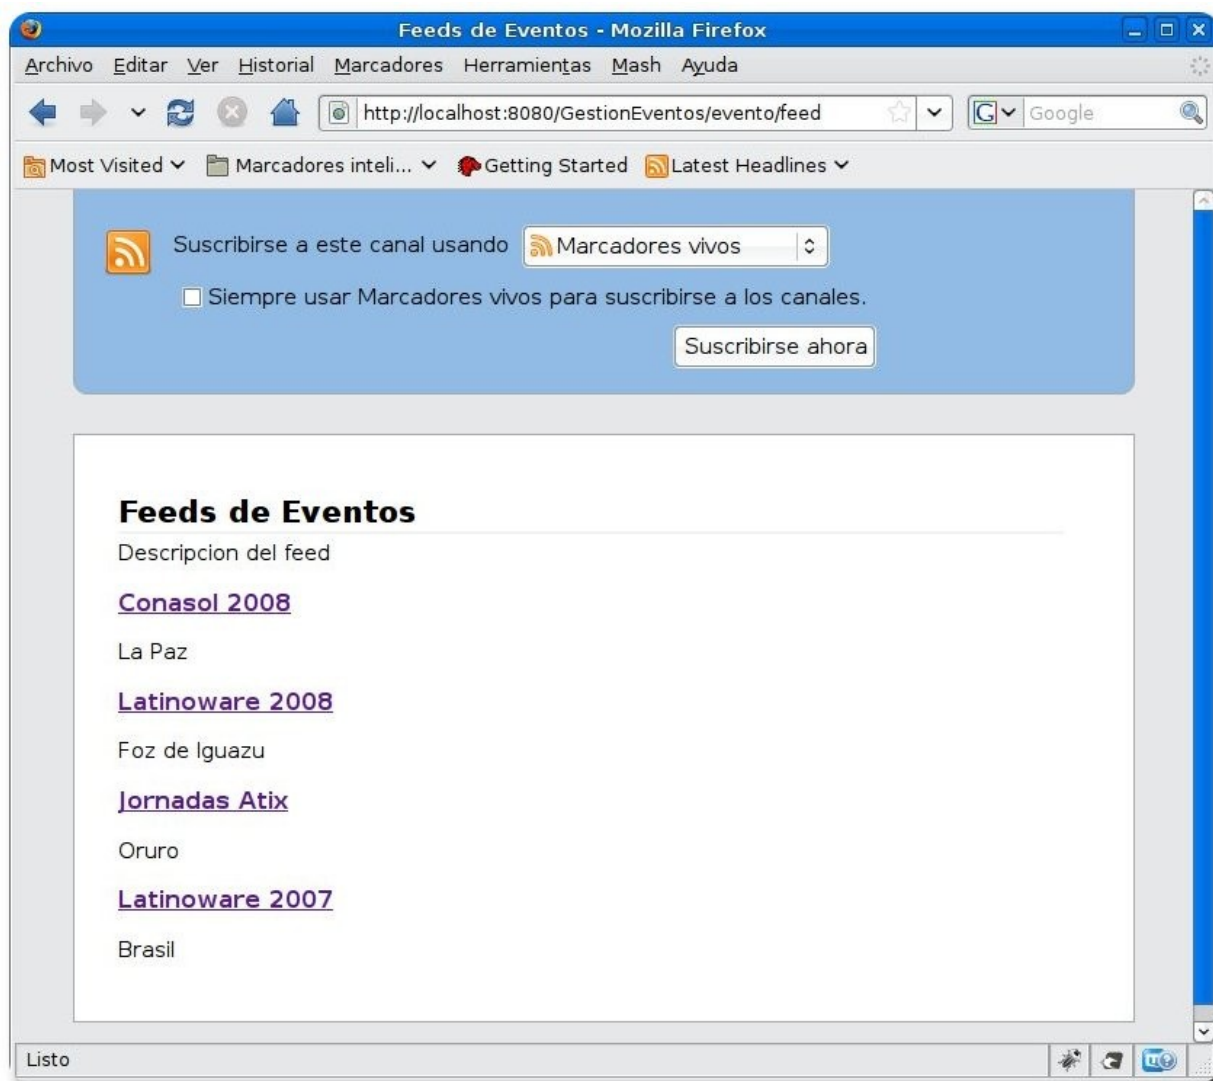 Feeds de Eventos - Mozilla Firefox
Archivo Editar Ver Historial Marcadores Herramientas Mash Ayuda
http://localhost:8080/GestionEventos/evento/feed G Google
Most Visited Marcadores inteli... Getting Started Latest Headlines
Suscribirse a este canal usando Marcadores vivos
Siempre usar Marcadores vivos para suscribirse a los canales.
Suscribirse ahora
Feeds de Eventos
Descripcion del feed
Conasol 2008
La Paz
Latinoware 2008
Foz de Iguazu
Jornadas Atix
Oruro
Latinoware 2007
Brasil
Listo